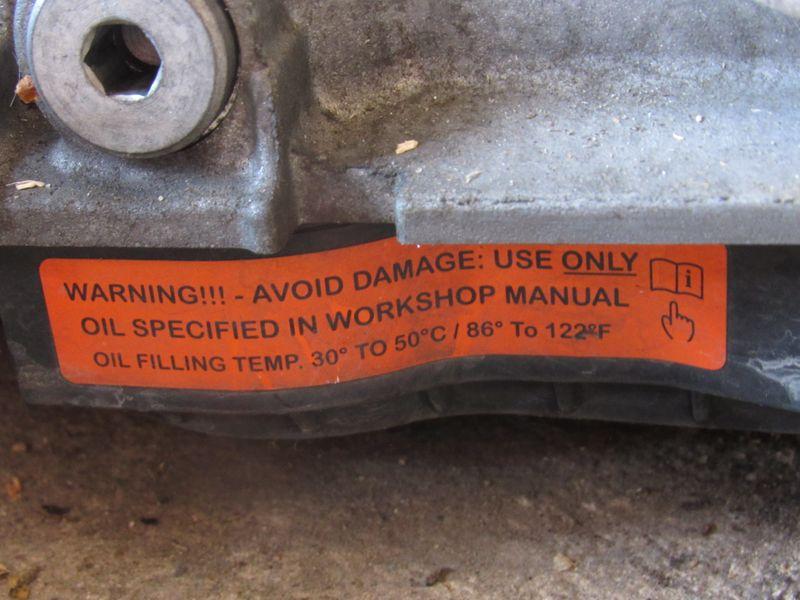 WARNING!!! - AVOID DAMAGE: USE ONLY
OIL SPECIFIED IN WORKSHOP MANUAL
OIL FILLING TEMP. 30° TO 50°C / 86° To 122°F